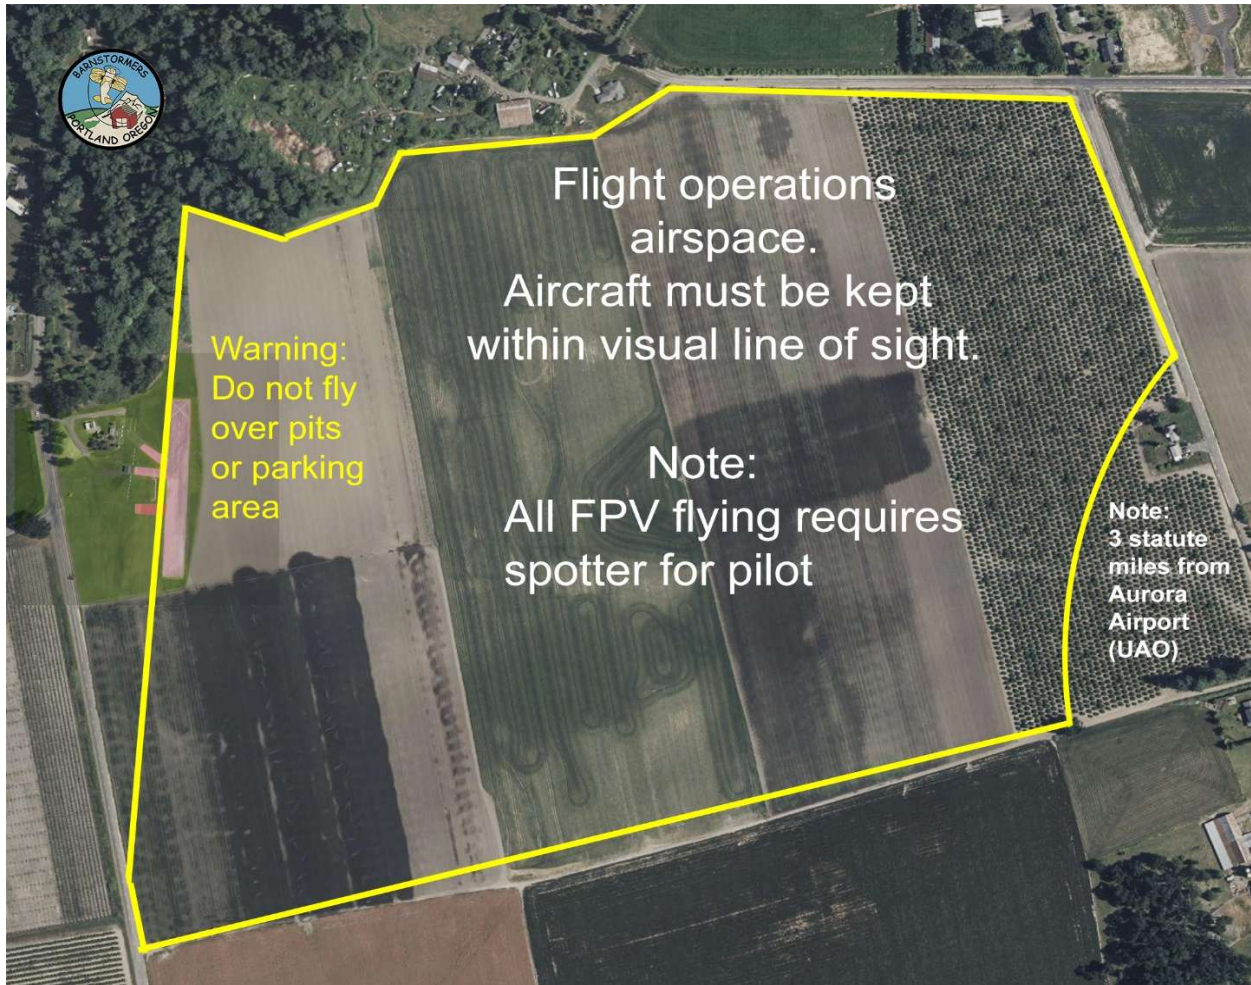 BARNSTORMERS
PORTLAND OREGON
Flight operations
airspace.
Aircraft must be kept
within visual line of sight.
Warning:
Do not fly
over pits
or parking
area
Note:
All FPV flying requires
spotter for pilot
Note:
3 statute
miles from
Aurora
Airport
(UAO)